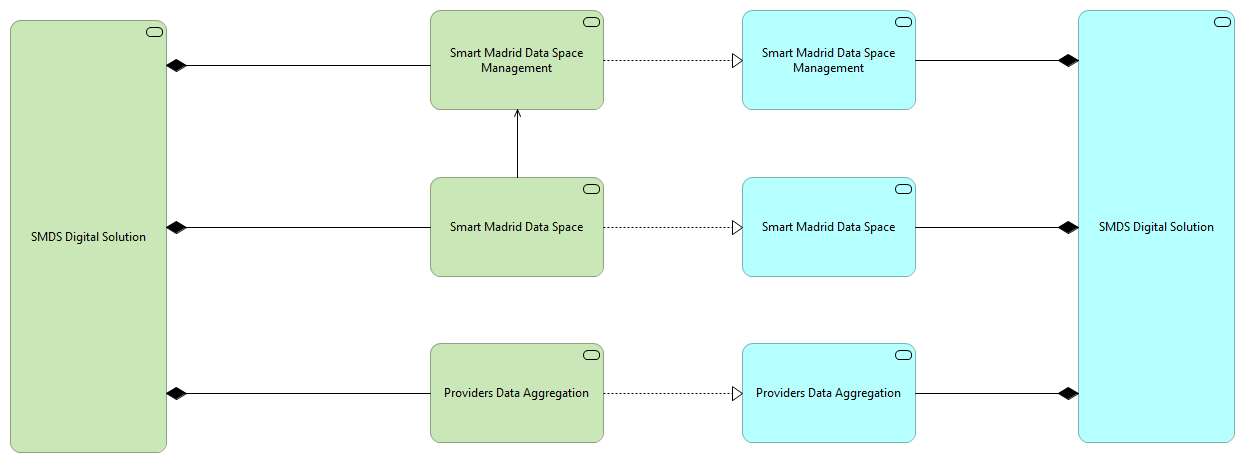 Smart Madrid Data Space
Management
Smart Madrid Data Space
Management
SMDS Digital Solution
Smart Madrid Data Space
Smart Madrid Data Space
SMDS Digital Solution
Providers Data Aggregation
Providers Data Aggregation